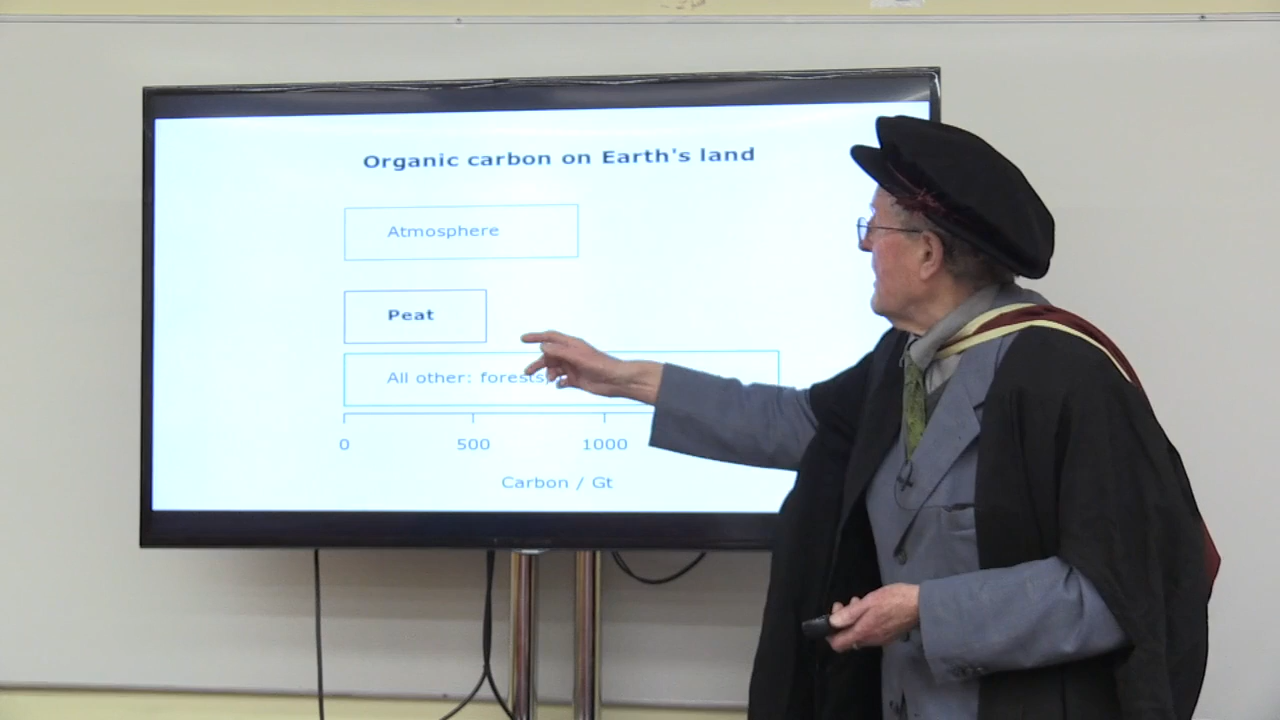 Organic carbon on Earth's land
Atmosphere
Peat
All other: forests,
0 500 1000
Carbon / Gt